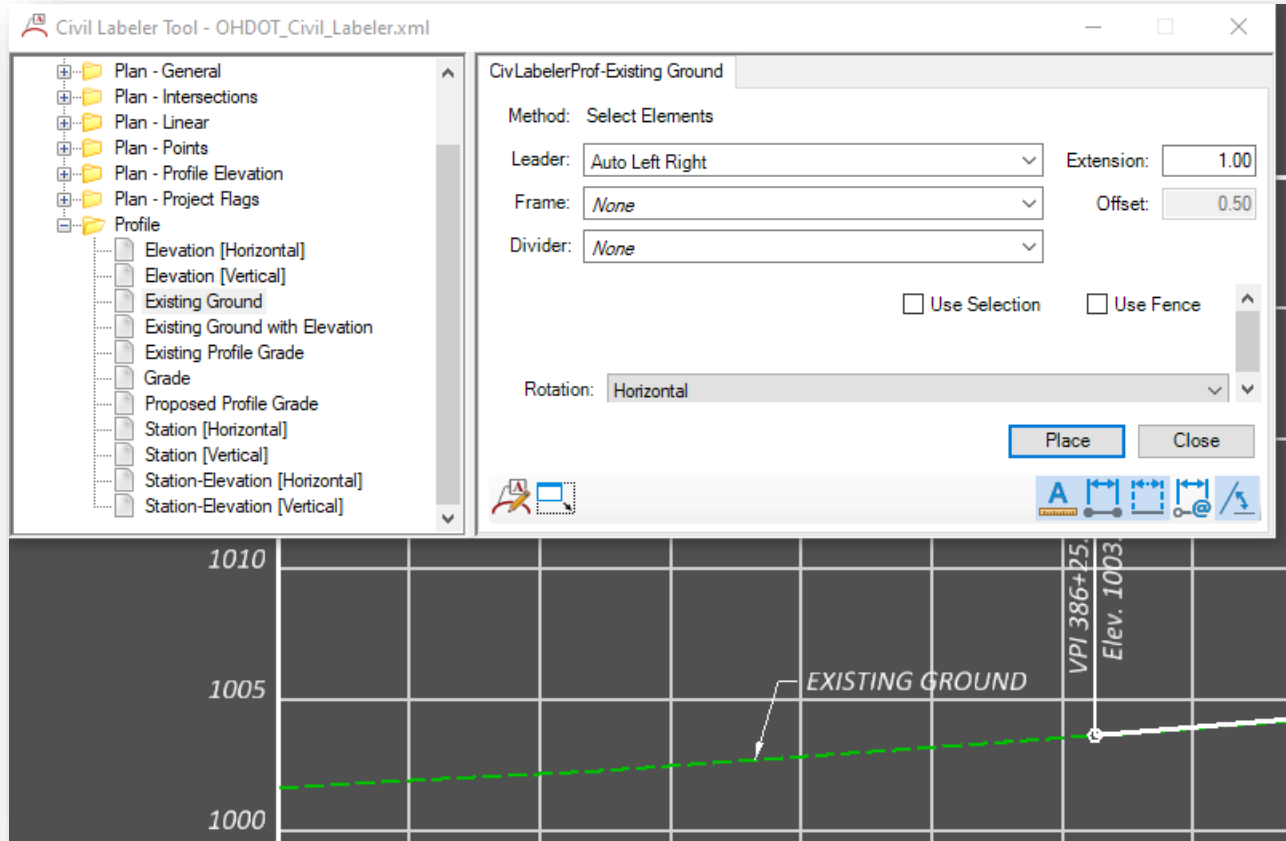 Civil Labeler Tool - OHDOT_Civil_Labeler.xml
Plan - General
Plan - Intersections
Plan - Linear
Plan - Points
Plan - Profile Elevation
Plan - Project Flags
Profile
Elevation [Horizontal]
Elevation [Vertical]
Existing Ground
Existing Ground with Elevation
Existing Profile Grade
Grade
Proposed Profile Grade
Station [Horizontal]
Station [Vertical]
Station-Elevation [Horizontal]
Station-Elevation [Vertical]
CivLabelerProf-Existing Ground
Method: Select Elements
Leader: Auto Left Right Extension: 1.00
Frame: None Offset: 0.50
Divider: None
Use Selection Use Fence
Rotation: Horizontal
Place Close
A
1010
VPI 386+25.
Elev. 1003.
1005
EXISTING GROUND
1000